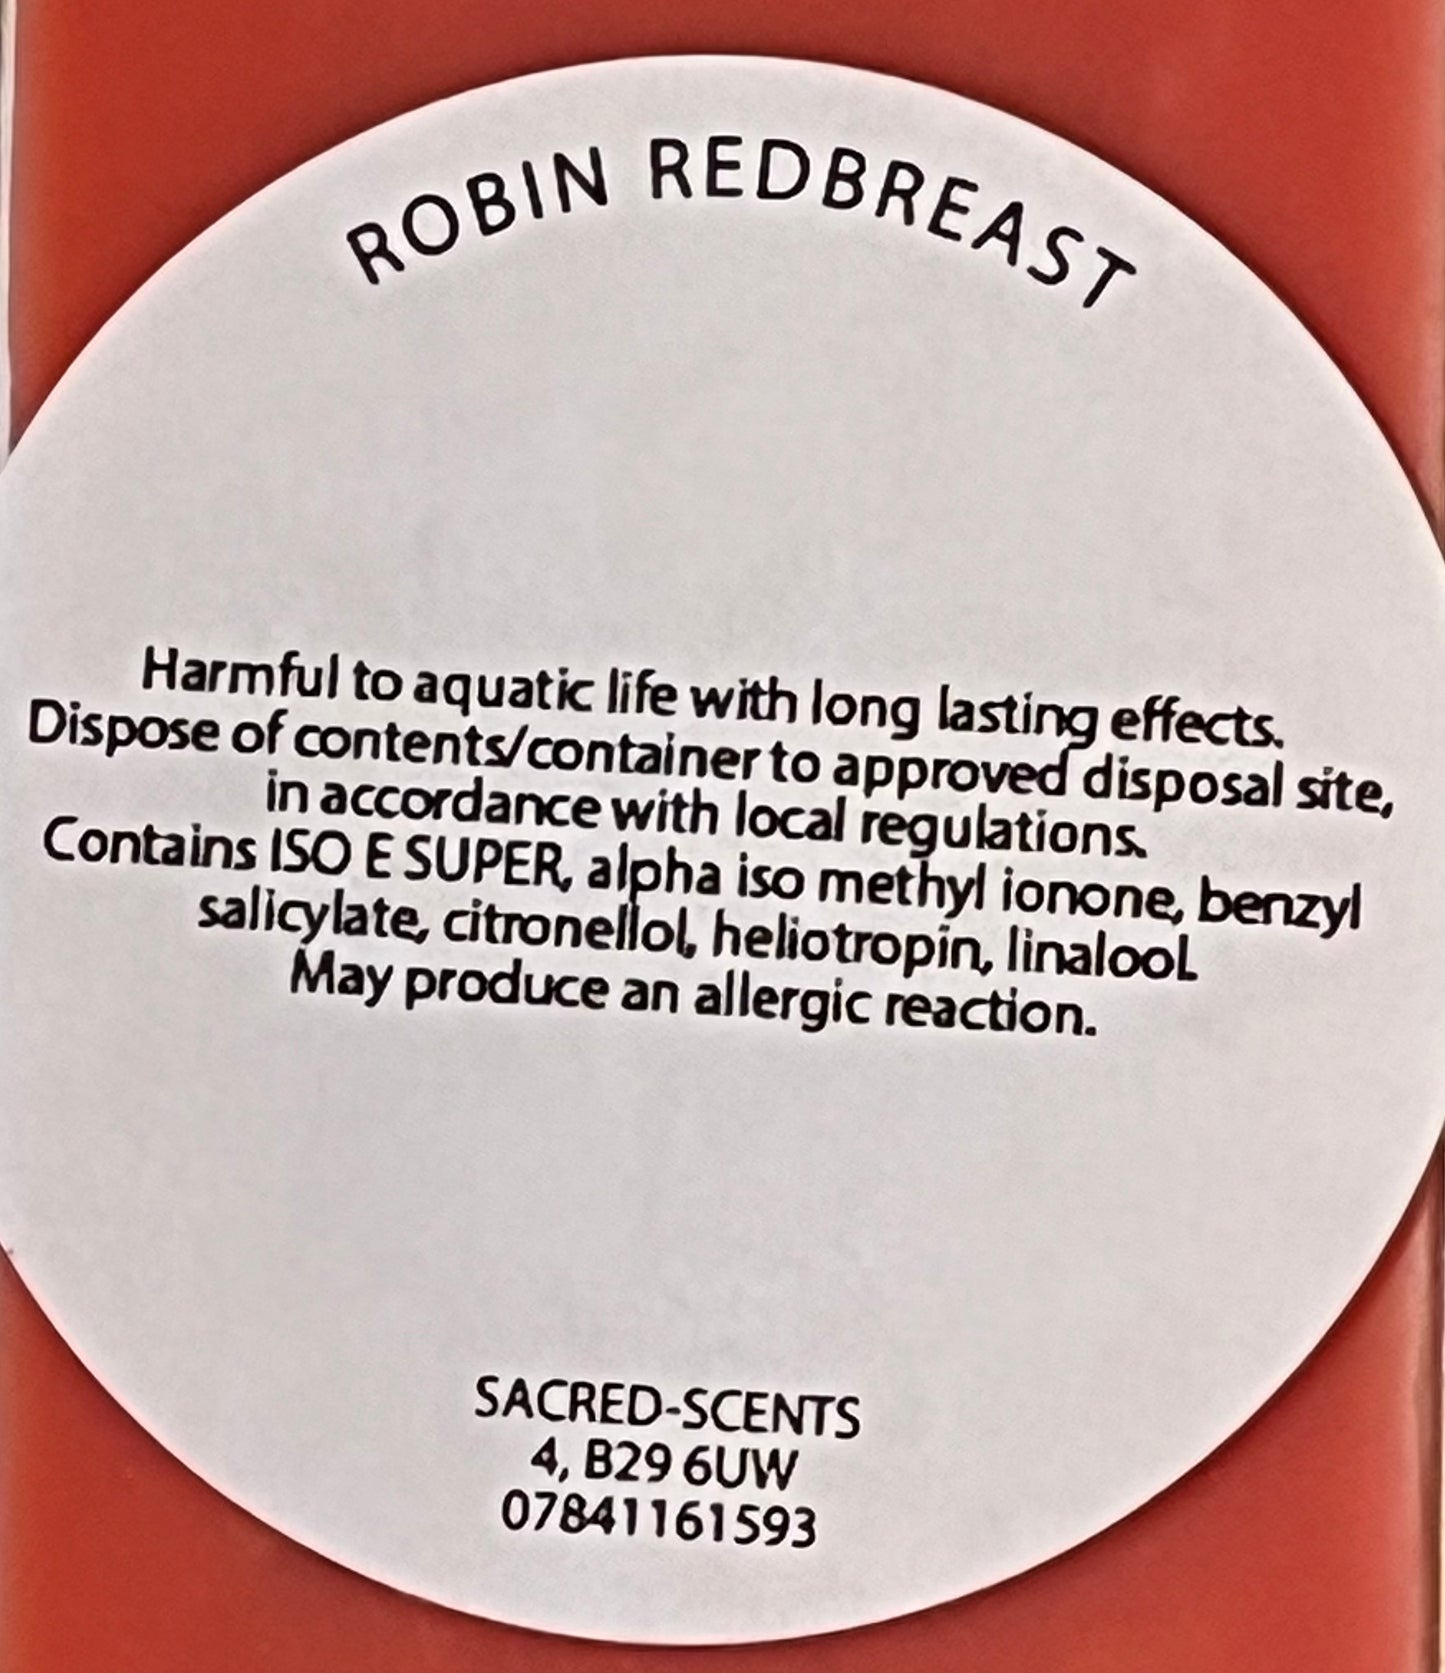 ROBIN REDBREAST
Harmful to aquatic life with long lasting effects.
Dispose of contents/container to approved disposal site,
in accordance with local regulations.
Contains ISO E SUPER, alpha iso methyl ionone, benzyl
salicylate, citronellol, heliotropin, linalool.
May produce an allergic reaction.
SACRED-SCENTS
4, B29 6UW
07841161593